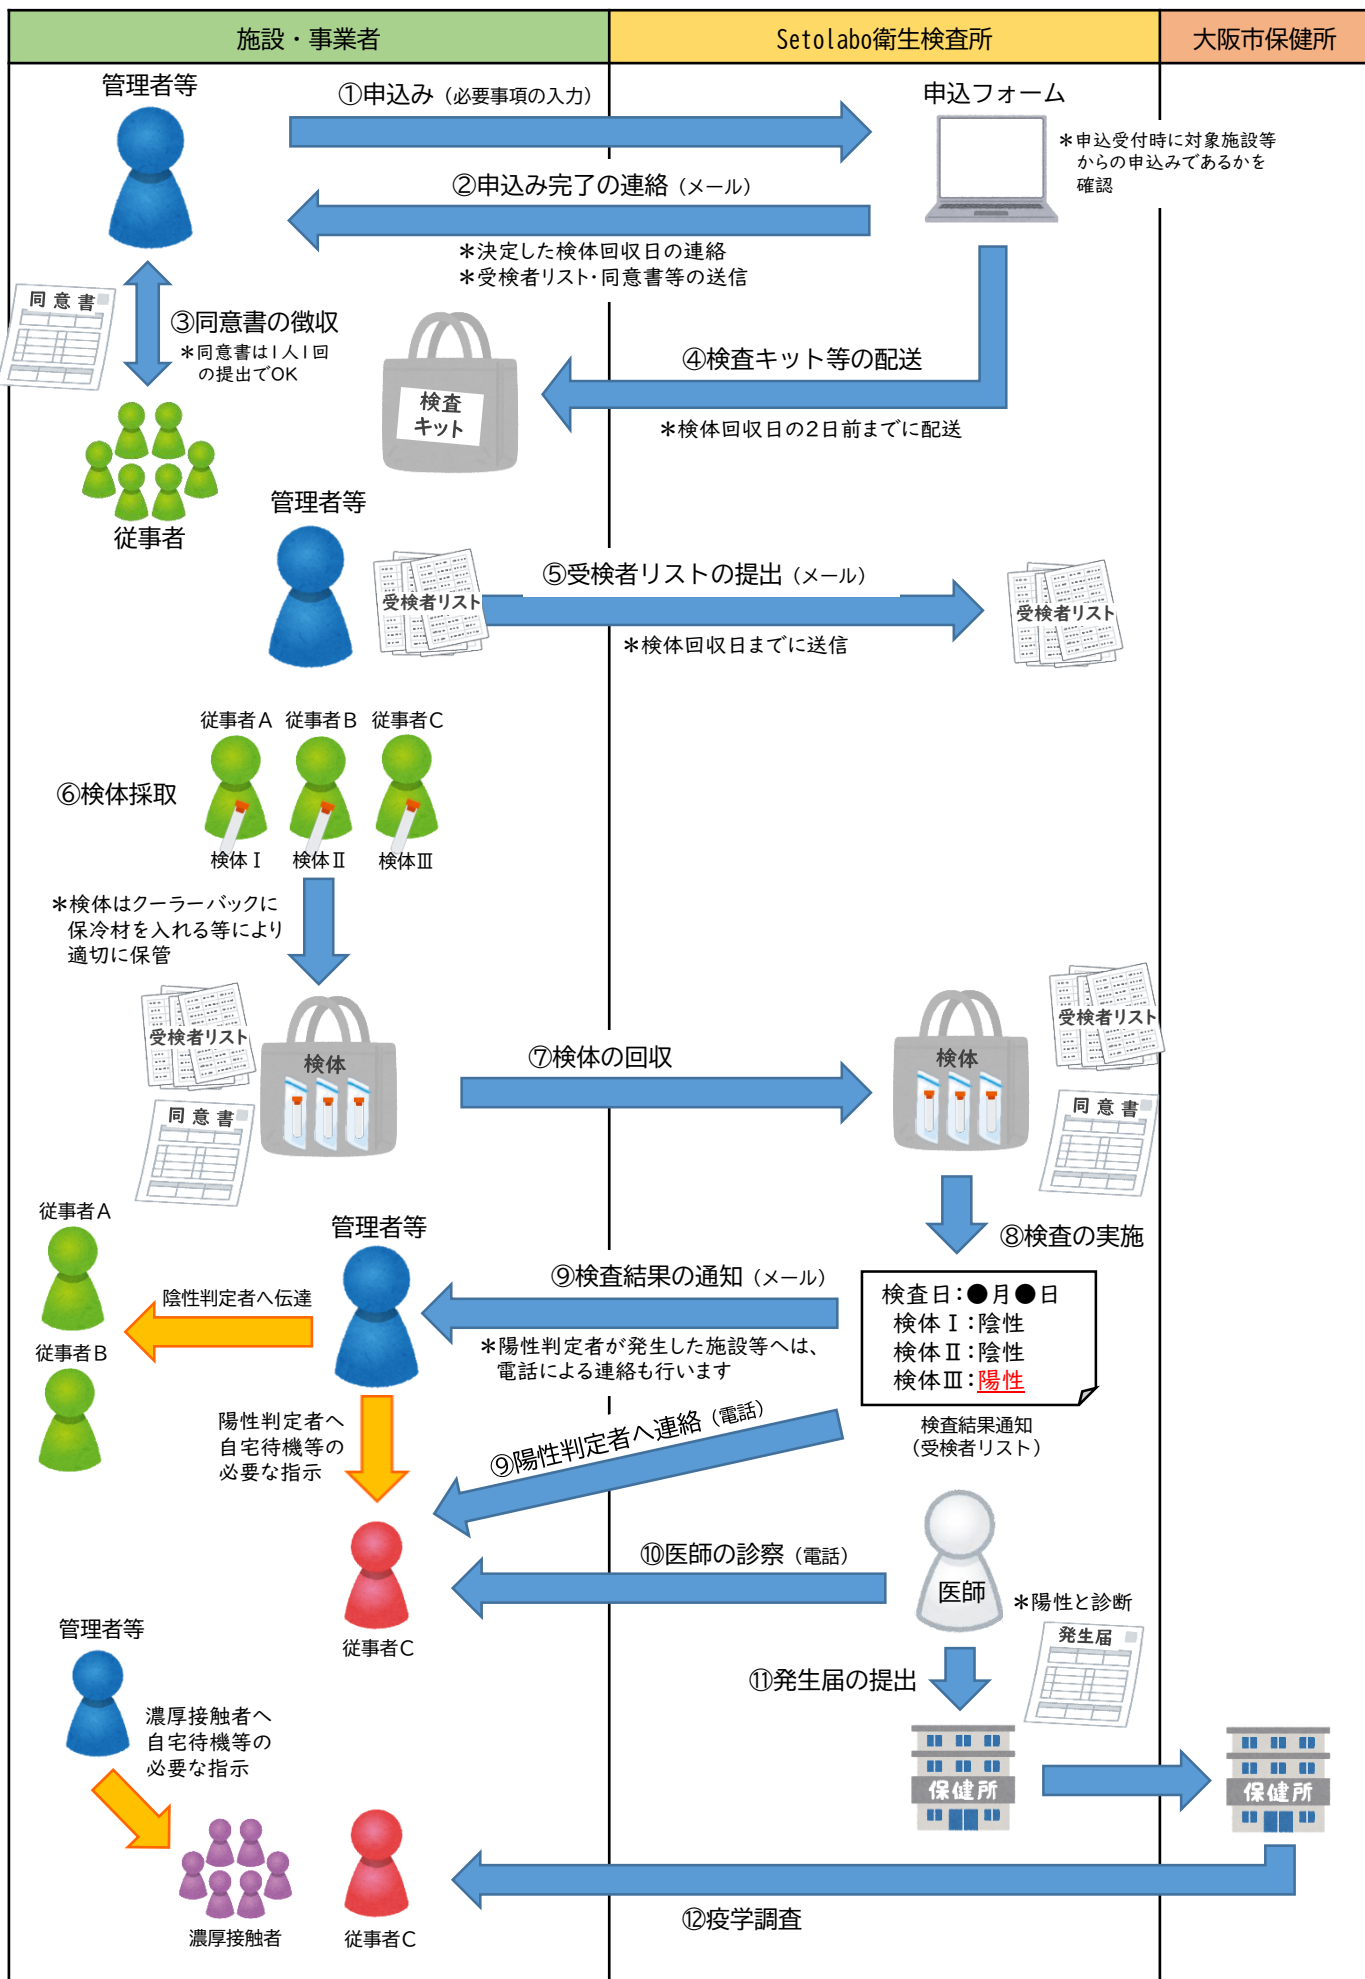 施設・事業者
Setolabo衛生検査所
大阪市保健所
管理者等
①申込み（必要事項の入力）
申込フォーム
＊申込受付時に対象施設等
からの申込みであるかを
確認
②申込み完了の連絡（メール）
＊決定した検体回収日の連絡
＊受検者リスト・同意書等の送信
同意書
③同意書の徴収
＊同意書は1人1回
の提出でOK
従事者
検査
キット
④検査キット等の配送
＊検体回収日の2日前までに配送
管理者等
受検者リスト
⑤受検者リストの提出（メール）
＊検体回収日までに送信
受検者リスト
従事者A
従事者B
従事者C
⑥検体採取
検体Ⅰ
検体Ⅱ
検体Ⅲ
＊検体はクーラーバックに
保冷材を入れる等により
適切に保管
受検者リスト
検体
同意書
⑦検体の回収
検体
受検者リスト
同意書
⑧検査の実施
従事者A
管理者等
⑨検査結果の通知（メール）
陰性判定者へ伝達
従事者B
＊陽性判定者が発生した施設等へは、
電話による連絡も行います
検査日：●月●日
検体Ⅰ：陰性
検体Ⅱ：陰性
検体Ⅲ：陽性
検査結果通知
（受検者リスト）
陽性判定者へ
自宅待機等の
必要な指示
⑨陽性判定者へ連絡（電話）
⑩医師の診察（電話）
医師
＊陽性と診断
従事者C
発生届
⑪発生届の提出
管理者等
濃厚接触者へ
自宅待機等の
必要な指示
保健所
保健所
濃厚接触者
従事者C
⑫疫学調査